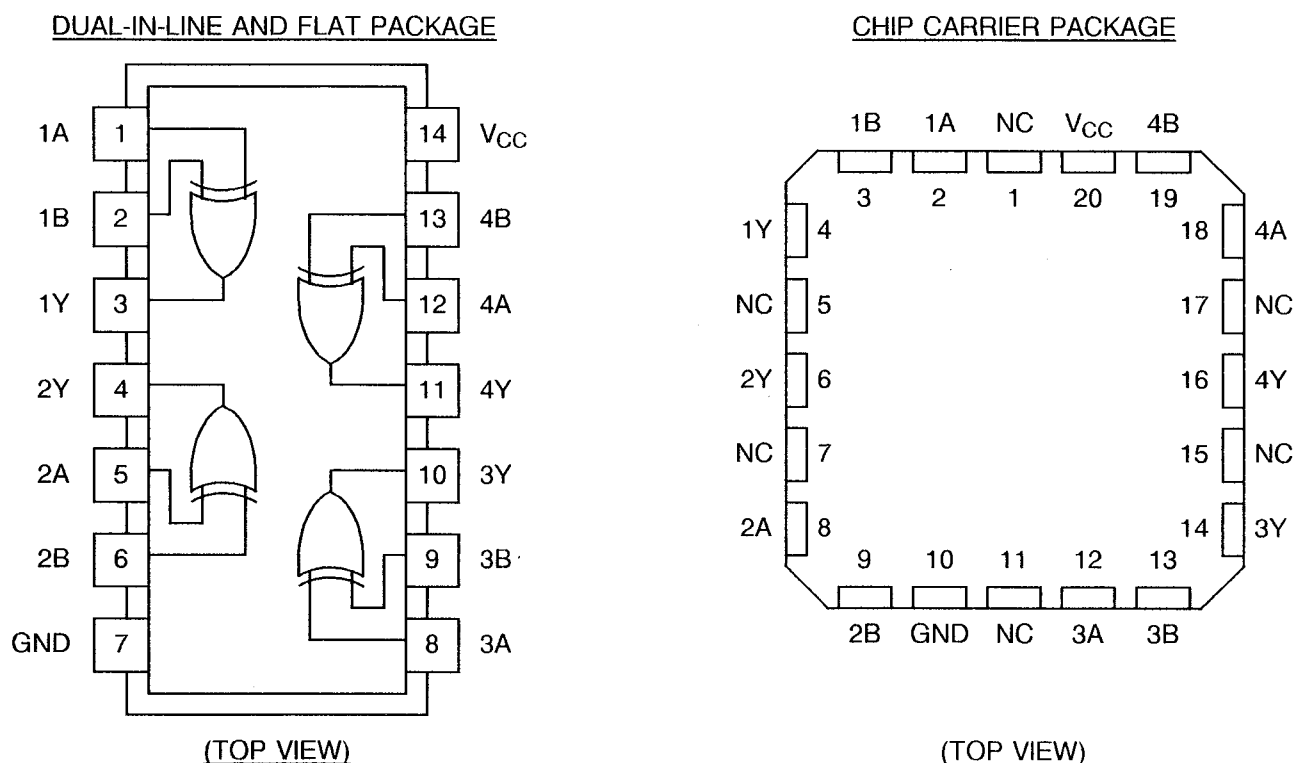 DUAL-IN-LINE AND FLAT PACKAGE
1A 1 14 VCC
1B 2 13 4B
1Y 3 12 4A
2Y 4 11 4Y
2A 5 10 3Y
2B 6 9 3B
GND 7 8 3A
(TOP VIEW)
CHIP CARRIER PACKAGE
1B 1A NC VCC 4B
3 2 1 20 19
1Y 4 18 4A
NC 5 17 NC
2Y 6 16 4Y
NC 7 15 NC
2A 8 14 3Y
9 10 11 12 13
2B GND NC 3A 3B
(TOP VIEW)